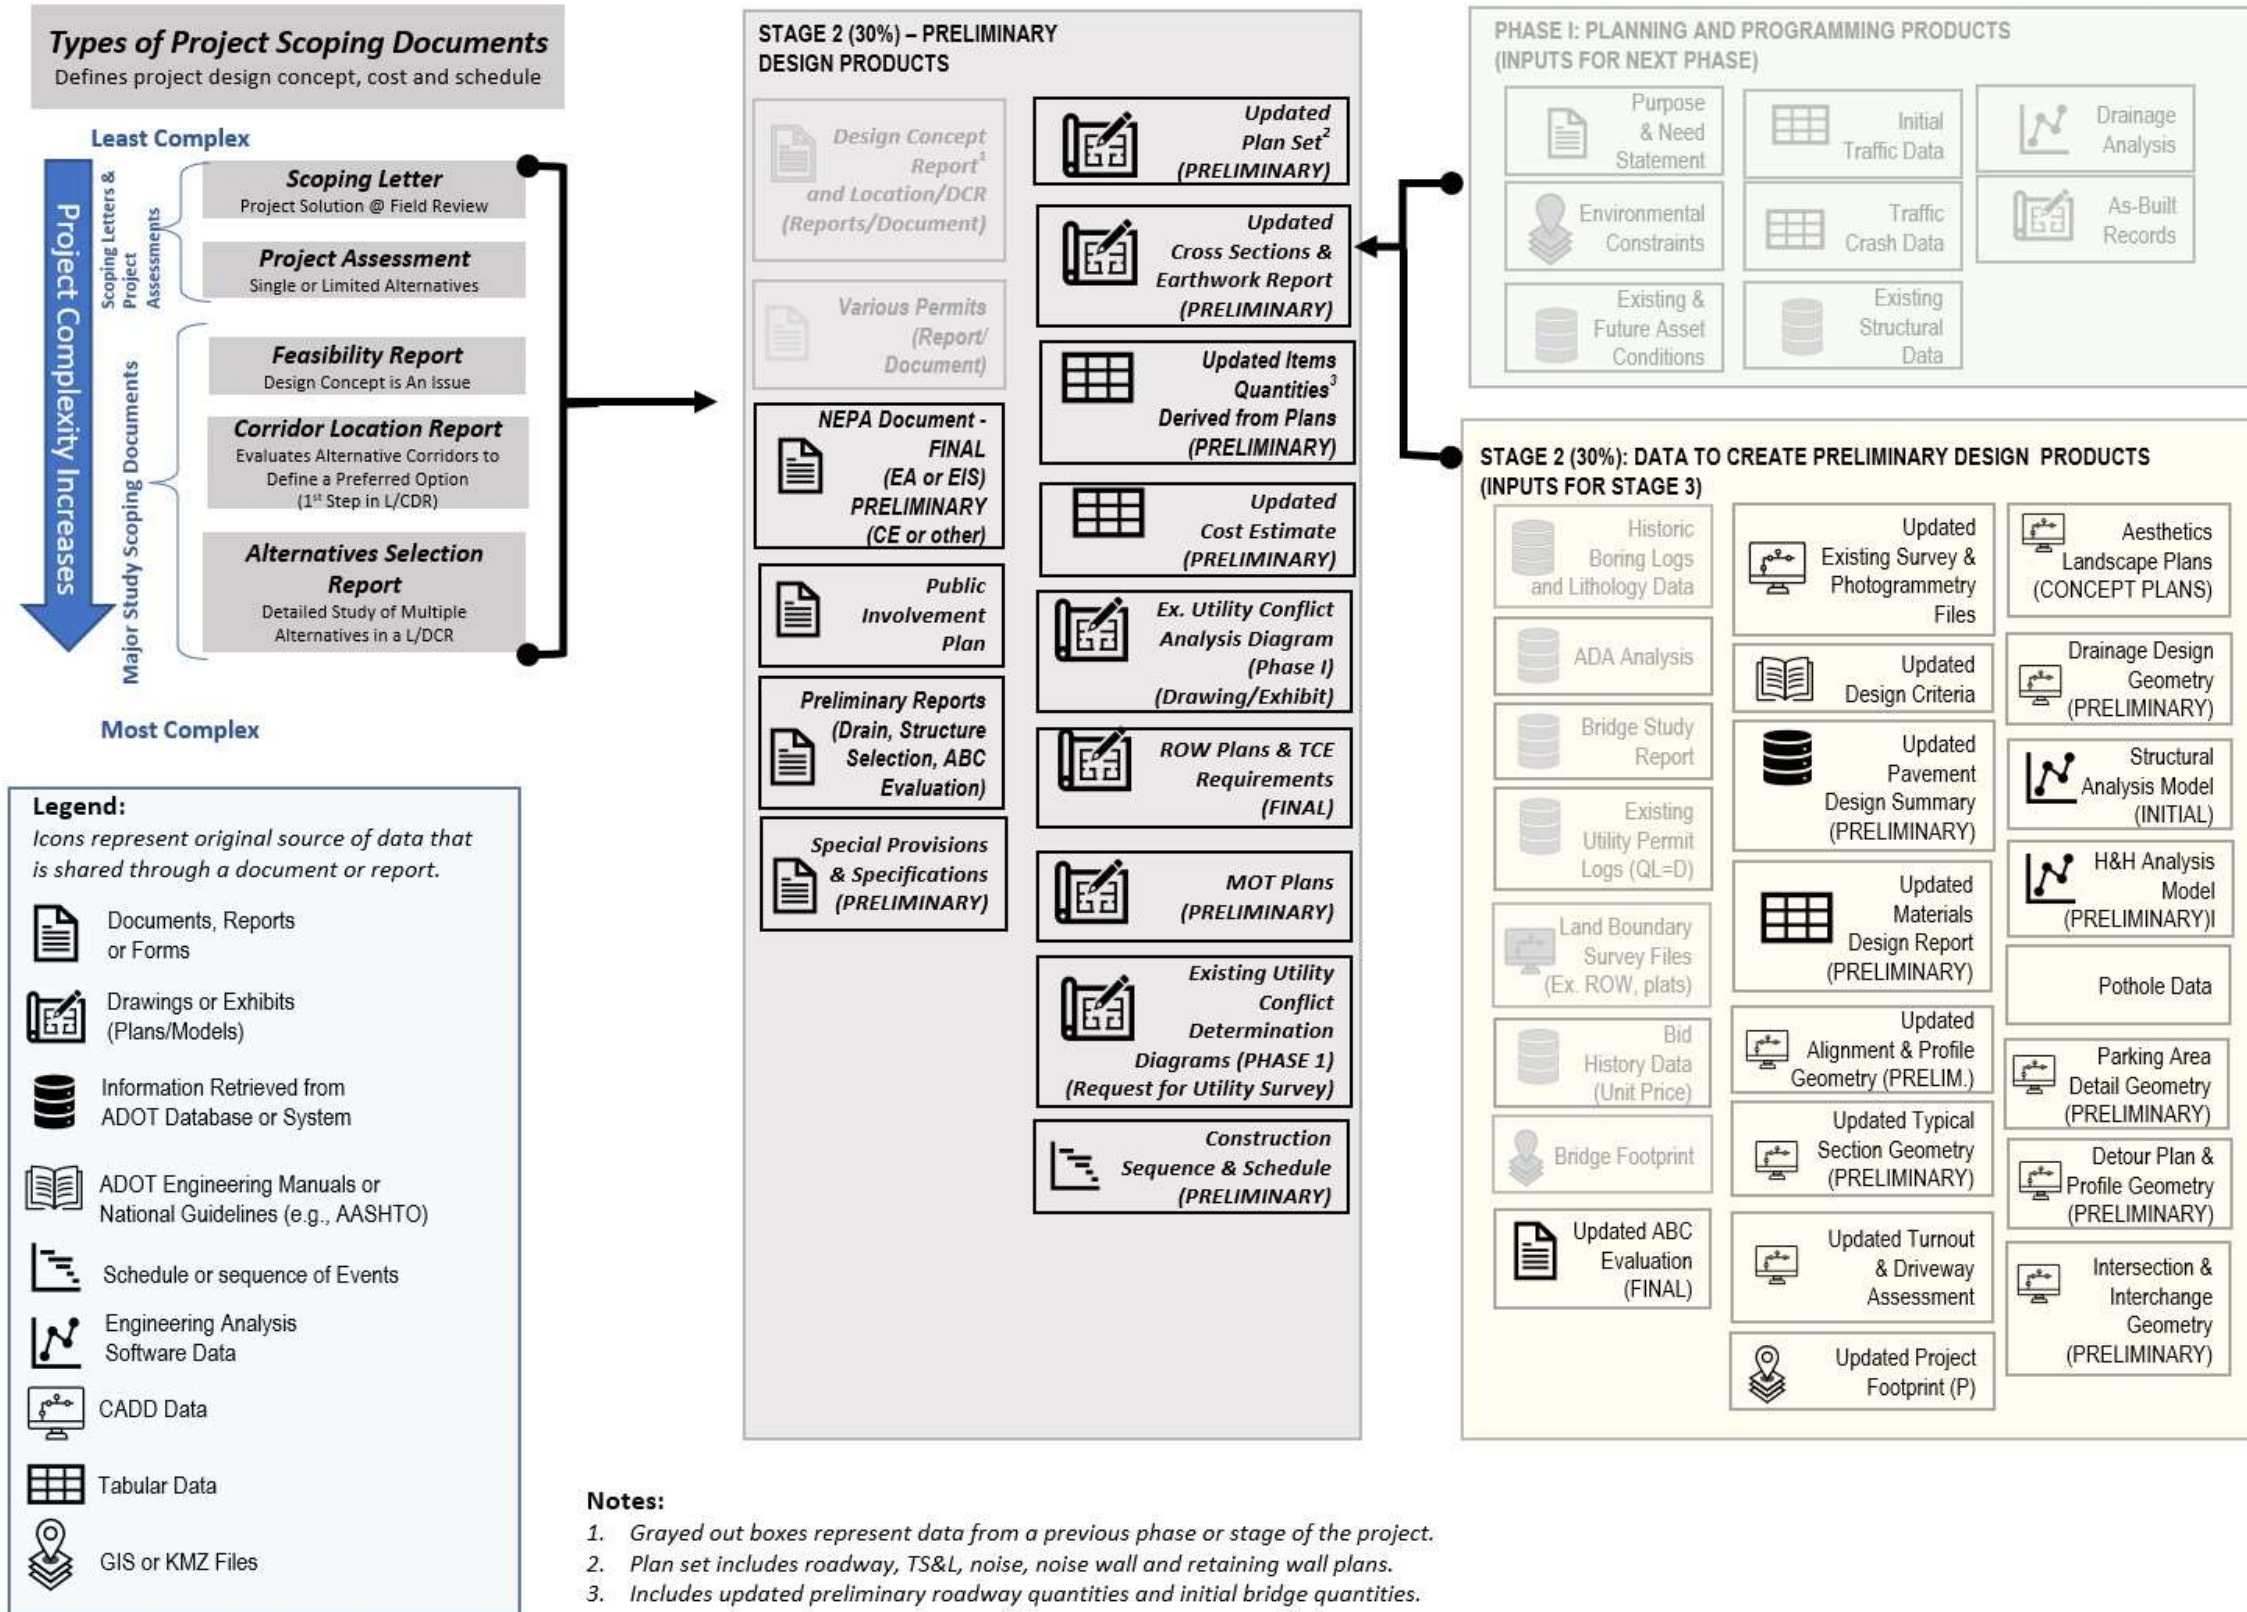 Types of Project Scoping Documents
Defines project design concept, cost and schedule
Least Complex
Project Complexity Increases
Scoping Letters &
Project
Assessments
Scoping Letter
Project Solution @ Field Review
Project Assessment
Single or Limited Alternatives
Major Study Scoping Documents
Feasibility Report
Design Concept is An Issue
Corridor Location Report
Evaluates Alternative Corridors to
Define a Preferred Option
(1st Step in L/CDR)
Alternatives Selection
Report
Detailed Study of Multiple
Alternatives in a L/DCR
Most Complex
Legend:
Icons represent original source of data that
is shared through a document or report.
Documents, Reports
or Forms
Drawings or Exhibits
(Plans/Models)
Information Retrieved from
ADOT Database or System
ADOT Engineering Manuals or
National Guidelines (e.g., AASHTO)
Schedule or sequence of Events
Engineering Analysis
Software Data
CADD Data
Tabular Data
GIS or KMZ Files
STAGE 2 (30%) – PRELIMINARY
DESIGN PRODUCTS
Design Concept
Report1
and Location/DCR
(Reports/Document)
Various Permits
(Report/
Document)
NEPA Document -
FINAL
(EA or EIS)
PRELIMINARY
(CE or other)
Public
Involvement
Plan
Preliminary Reports
(Drain, Structure
Selection, ABC
Evaluation)
Special Provisions
& Specifications
(PRELIMINARY)
Updated
Plan Set2
(PRELIMINARY)
Updated
Cross Sections &
Earthwork Report
(PRELIMINARY)
Updated Items
Quantities3
Derived from Plans
(PRELIMINARY)
Updated
Cost Estimate
(PRELIMINARY)
Ex. Utility Conflict
Analysis Diagram
(Phase I)
(Drawing/Exhibit)
ROW Plans & TCE
Requirements
(FINAL)
MOT Plans
(PRELIMINARY)
Existing Utility
Conflict
Determination
Diagrams (PHASE 1)
(Request for Utility Survey)
Construction
Sequence & Schedule
(PRELIMINARY)
PHASE I: PLANNING AND PROGRAMMING PRODUCTS
(INPUTS FOR NEXT PHASE)
Purpose
& Need
Statement
Environmental
Constraints
Existing &
Future Asset
Conditions
Initial
Traffic Data
Traffic
Crash Data
Existing
Structural
Data
Drainage
Analysis
As-Built
Records
STAGE 2 (30%): DATA TO CREATE PRELIMINARY DESIGN PRODUCTS
(INPUTS FOR STAGE 3)
Historic
Boring Logs
and Lithology Data
ADA Analysis
Bridge Study
Report
Existing
Utility Permit
Logs (QL=D)
Land Boundary
Survey Files
(Ex. ROW, plats)
Bid
History Data
(Unit Price)
Bridge Footprint
Updated ABC
Evaluation
(FINAL)
Updated
Existing Survey &
Photogrammetry
Files
Updated
Design Criteria
Updated
Pavement
Design Summary
(PRELIMINARY)
Updated
Materials
Design Report
(PRELIMINARY)
Updated
Alignment & Profile
Geometry (PRELIM.)
Updated Typical
Section Geometry
(PRELIMINARY)
Updated Turnout
& Driveway
Assessment
Updated Project
Footprint (P)
Aesthetics
Landscape Plans
(CONCEPT PLANS)
Drainage Design
Geometry
(PRELIMINARY)
Structural
Analysis Model
(INITIAL)
H&H Analysis
Model
(PRELIMINARY)I
Pothole Data
Parking Area
Detail Geometry
(PRELIMINARY)
Detour Plan &
Profile Geometry
(PRELIMINARY)
Intersection &
Interchange
Geometry
(PRELIMINARY)
Notes:
1. Grayed out boxes represent data from a previous phase or stage of the project.
2. Plan set includes roadway, TS&L, noise, noise wall and retaining wall plans.
3. Includes updated preliminary roadway quantities and initial bridge quantities.